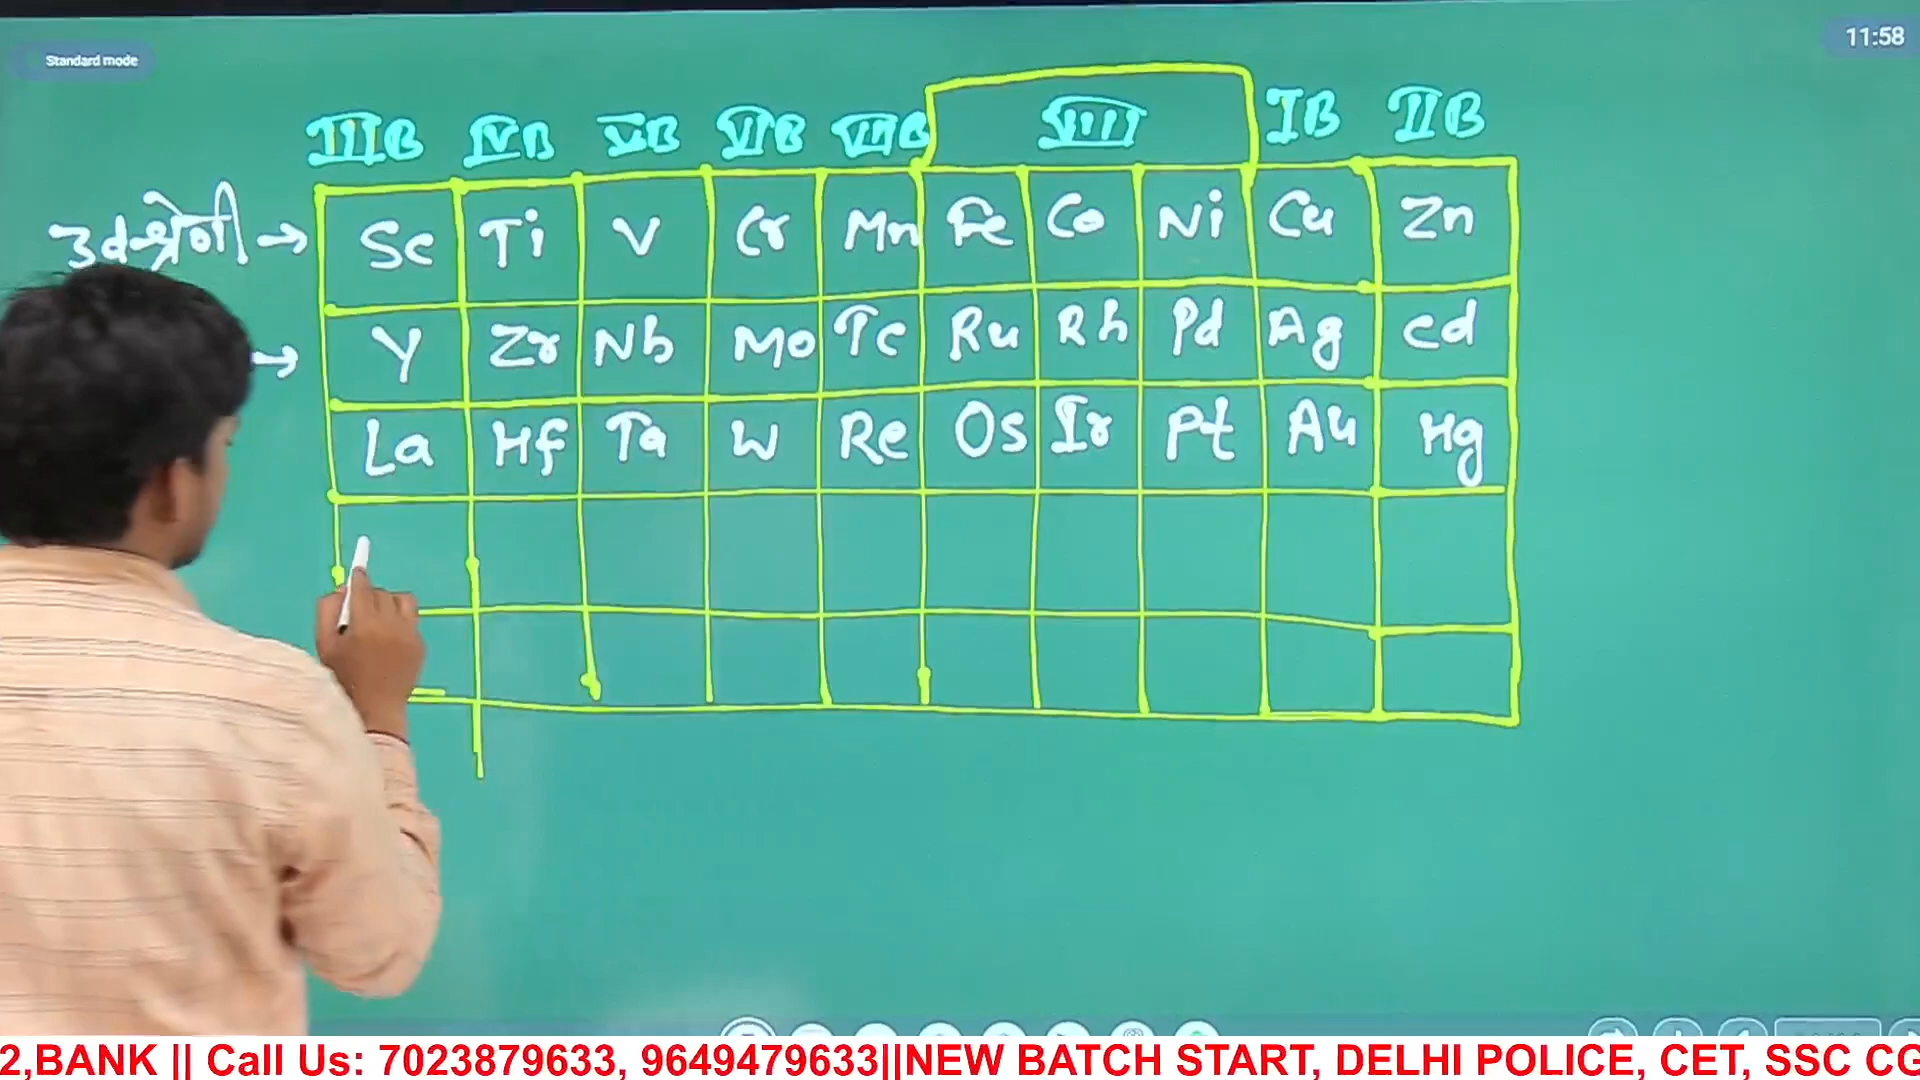 Standard mode
11:58
IIIB IVB VB VIB VIIB VIII IB IIB
3d श्रेणी → Sc Ti V Cr Mn Fe Co Ni Cu Zn
→ Y Zr Nb Mo Tc Ru Rh Pd Ag Cd
La Hf Ta W Re Os Ir Pt Au Hg
2,BANK || Call Us: 7023879633, 9649479633||NEW BATCH START, DELHI POLICE, CET, SSC CG